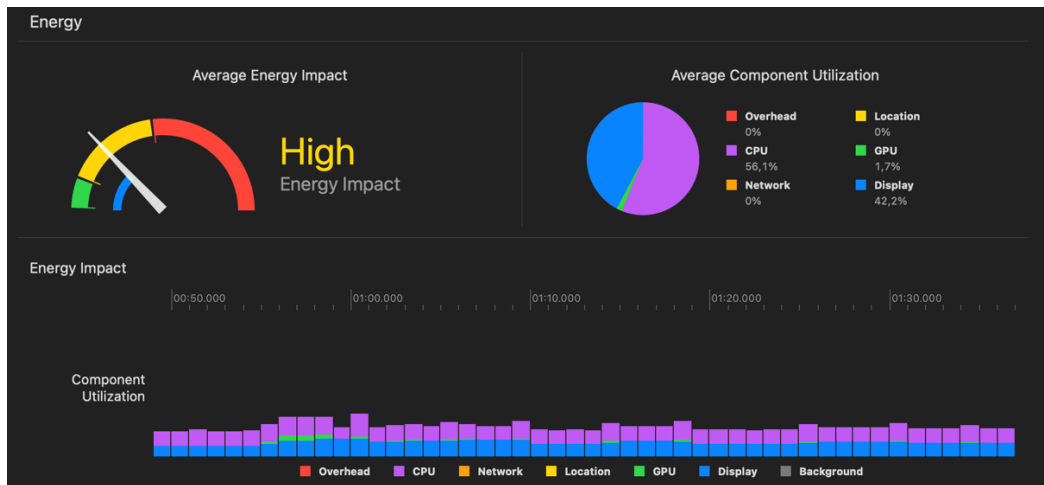 Energy
Average Energy Impact
High
Energy Impact
Average Component Utilization
Overhead
0%
Location
0%
CPU
56,1%
GPU
1,7%
Network
0%
Display
42,2%
Energy Impact
00:50.000 01:00.000 01:10.000 01:20.000 01:30.000
Component
Utilization
Overhead CPU Network Location GPU Display Background